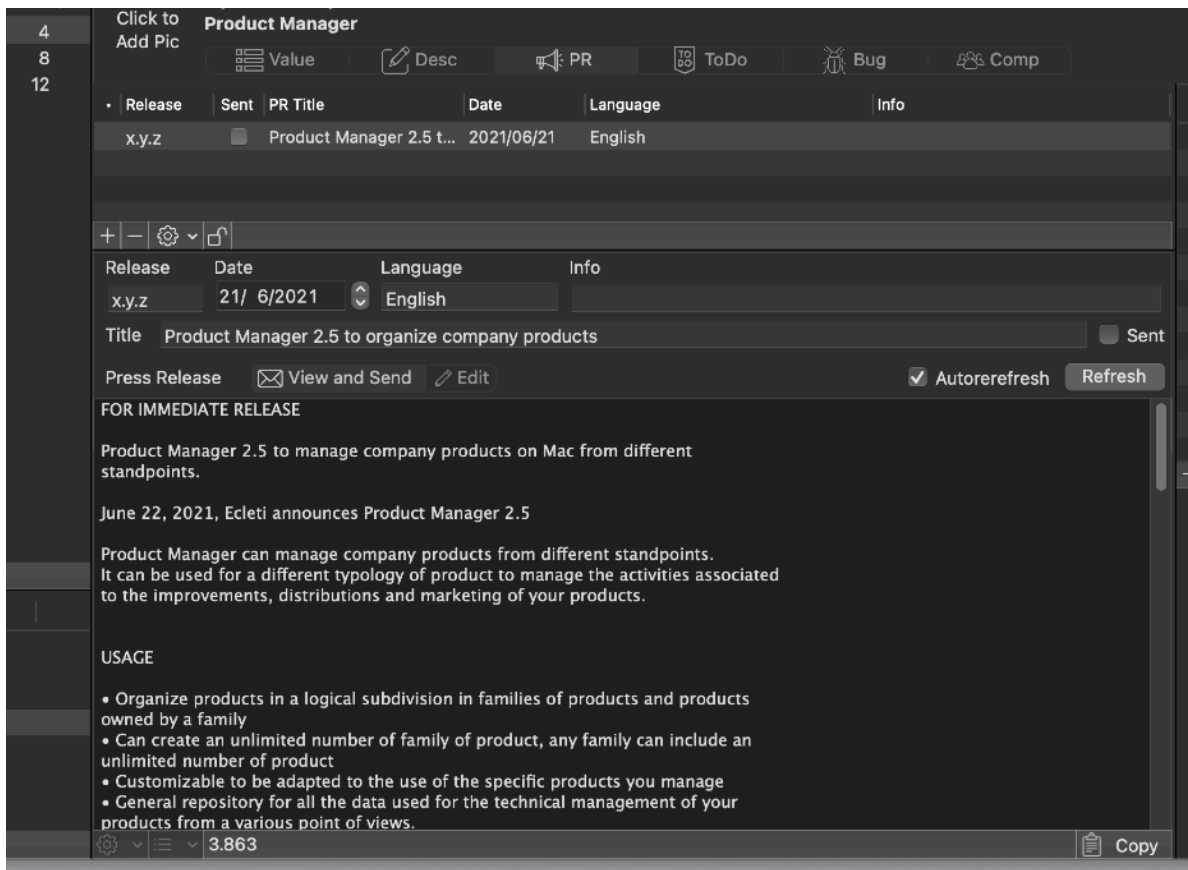 4
8
12
Click to
Add Pic
Product Manager
Value Desc PR TODO ToDo Bug Comp
• Release Sent PR Title Date Language Info
x.y.z Product Manager 2.5 t... 2021/06/21 English
Release Date Language Info
x.y.z 21/ 6/2021 English
Title Product Manager 2.5 to organize company products Sent
Press Release View and Send Edit Autorerefresh Refresh
FOR IMMEDIATE RELEASE
Product Manager 2.5 to manage company products on Mac from different
standpoints.
June 22, 2021, Ecleti announces Product Manager 2.5
Product Manager can manage company products from different standpoints.
It can be used for a different typology of product to manage the activities associated
to the improvements, distributions and marketing of your products.
USAGE
• Organize products in a logical subdivision in families of products and products
owned by a family
• Can create an unlimited number of family of product, any family can include an
unlimited number of product
• Customizable to be adapted to the use of the specific products you manage
• General repository for all the data used for the technical management of your
products from a various point of views.
3.863 Copy